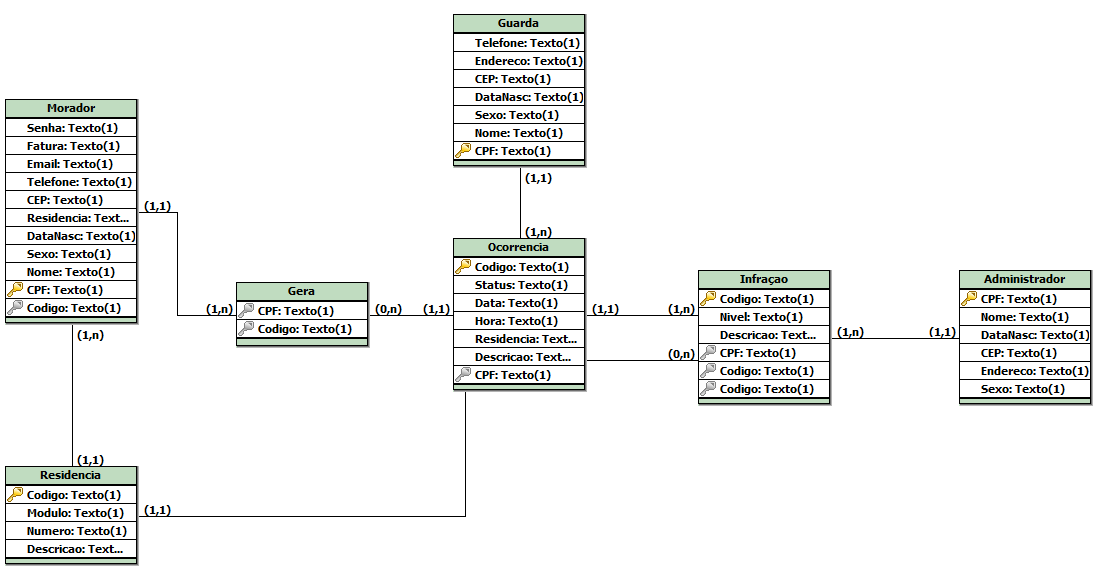 Guarda
Telefone: Texto(1)
Endereco: Texto(1)
CEP: Texto(1)
DataNasc: Texto(1)
Sexo: Texto(1)
Nome: Texto(1)
CPF: Texto(1)
(1,1)
(1,n)
Morador
Senha: Texto(1)
Fatura: Texto(1)
Email: Texto(1)
Telefone: Texto(1)
CEP: Texto(1)
Residencia: Text...
DataNasc: Texto(1)
Sexo: Texto(1)
Nome: Texto(1)
CPF: Texto(1)
Codigo: Texto(1)
(1,1)
(1,n)
(1,n)
(1,1)
Gera
CPF: Texto(1)
Codigo: Texto(1)
(0,n)
(1,1)
Ocorrencia
Codigo: Texto(1)
Status: Texto(1)
Data: Texto(1)
Hora: Texto(1)
Residencia: Text...
Descricao: Text...
CPF: Texto(1)
(1,1)
(1,n)
(0,n)
Infraçao
Codigo: Texto(1)
Nivel: Texto(1)
Descricao: Text...
CPF: Texto(1)
Codigo: Texto(1)
Codigo: Texto(1)
(1,n)
(1,1)
Administrador
CPF: Texto(1)
Nome: Texto(1)
DataNasc: Texto(1)
CEP: Texto(1)
Endereco: Texto(1)
Sexo: Texto(1)
Residencia
Codigo: Texto(1)
Modulo: Texto(1)
Numero: Texto(1)
Descricao: Text...
(1,1)